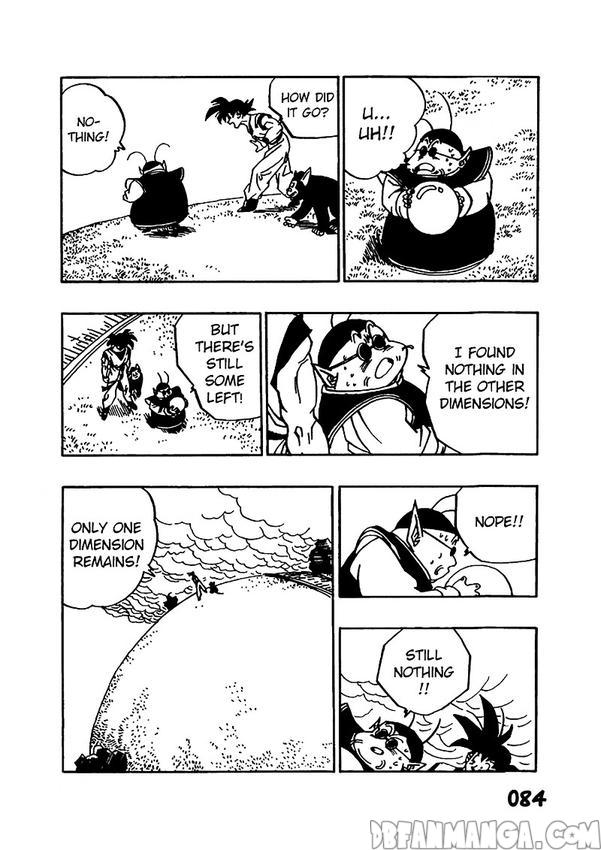 U...
UH!!
HOW DID
IT GO?
NO-
THING!
I FOUND
NOTHING IN
THE OTHER
DIMENSIONS!
BUT
THERE'S
STILL
SOME
LEFT!
NOPE!!
STILL
NOTHING
!!
ONLY ONE
DIMENSION
REMAINS!
084
DBFANMANGA.COM